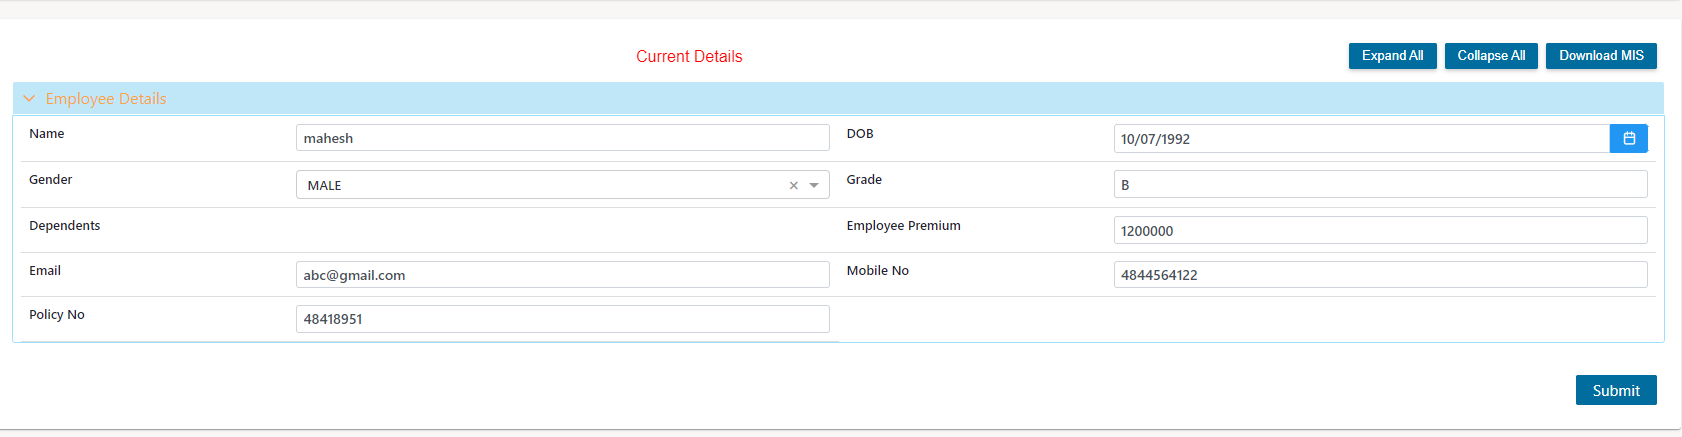 Current Details
Expand All
Collapse All
Download MIS
Employee Details
Name
mahesh
DOB
10/07/1992
Gender
MALE
Grade
B
Dependents
Employee Premium
1200000
Email
abc@gmail.com
Mobile No
4844564122
Policy No
48418951
Submit